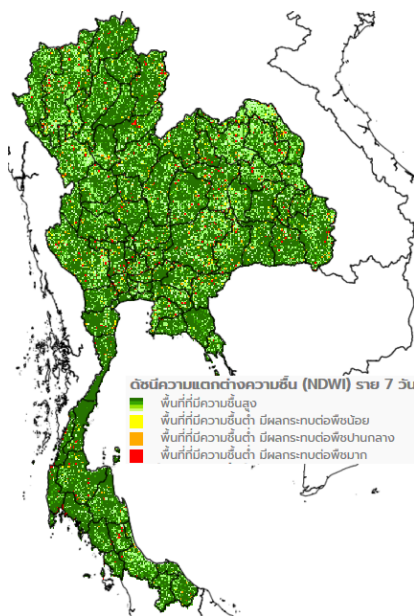 ดัชนีความแตกต่างความชื้น (NDWI) ราย 7 วัน
พื้นที่ที่มีความชื้นสูง
พื้นที่ที่มีความชื้นต่ำ มีผลกระทบต่อพืชน้อย
พื้นที่ที่มีความชื้นต่ำ มีผลกระทบต่อพืชปานกลาง
พื้นที่ที่มีความชื้นต่ำ มีผลกระทบต่อพืชมาก